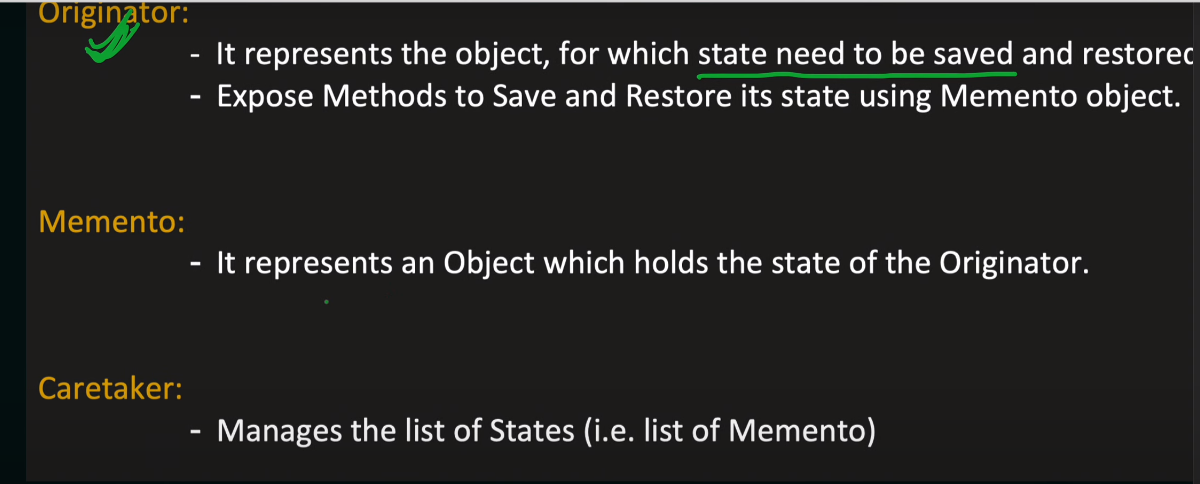 Originator:
- It represents the object, for which state need to be saved and restored
- Expose Methods to Save and Restore its state using Memento object.
Memento:
- It represents an Object which holds the state of the Originator.
Caretaker:
- Manages the list of States (i.e. list of Memento)